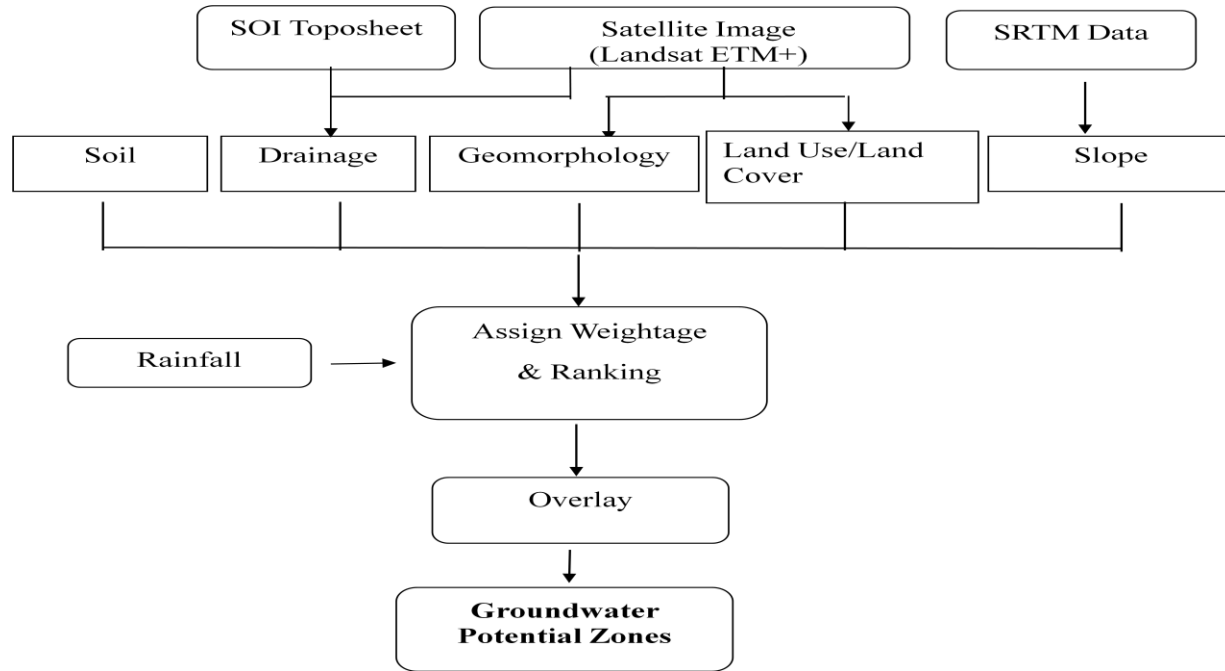 SOI Toposheet
Satellite Image
(Landsat ETM+)
SRTM Data
Soil
Drainage
Geomorphology
Land Use/Land
Cover
Slope
Assign Weightage
& Ranking
Rainfall
Overlay
Groundwater
Potential Zones